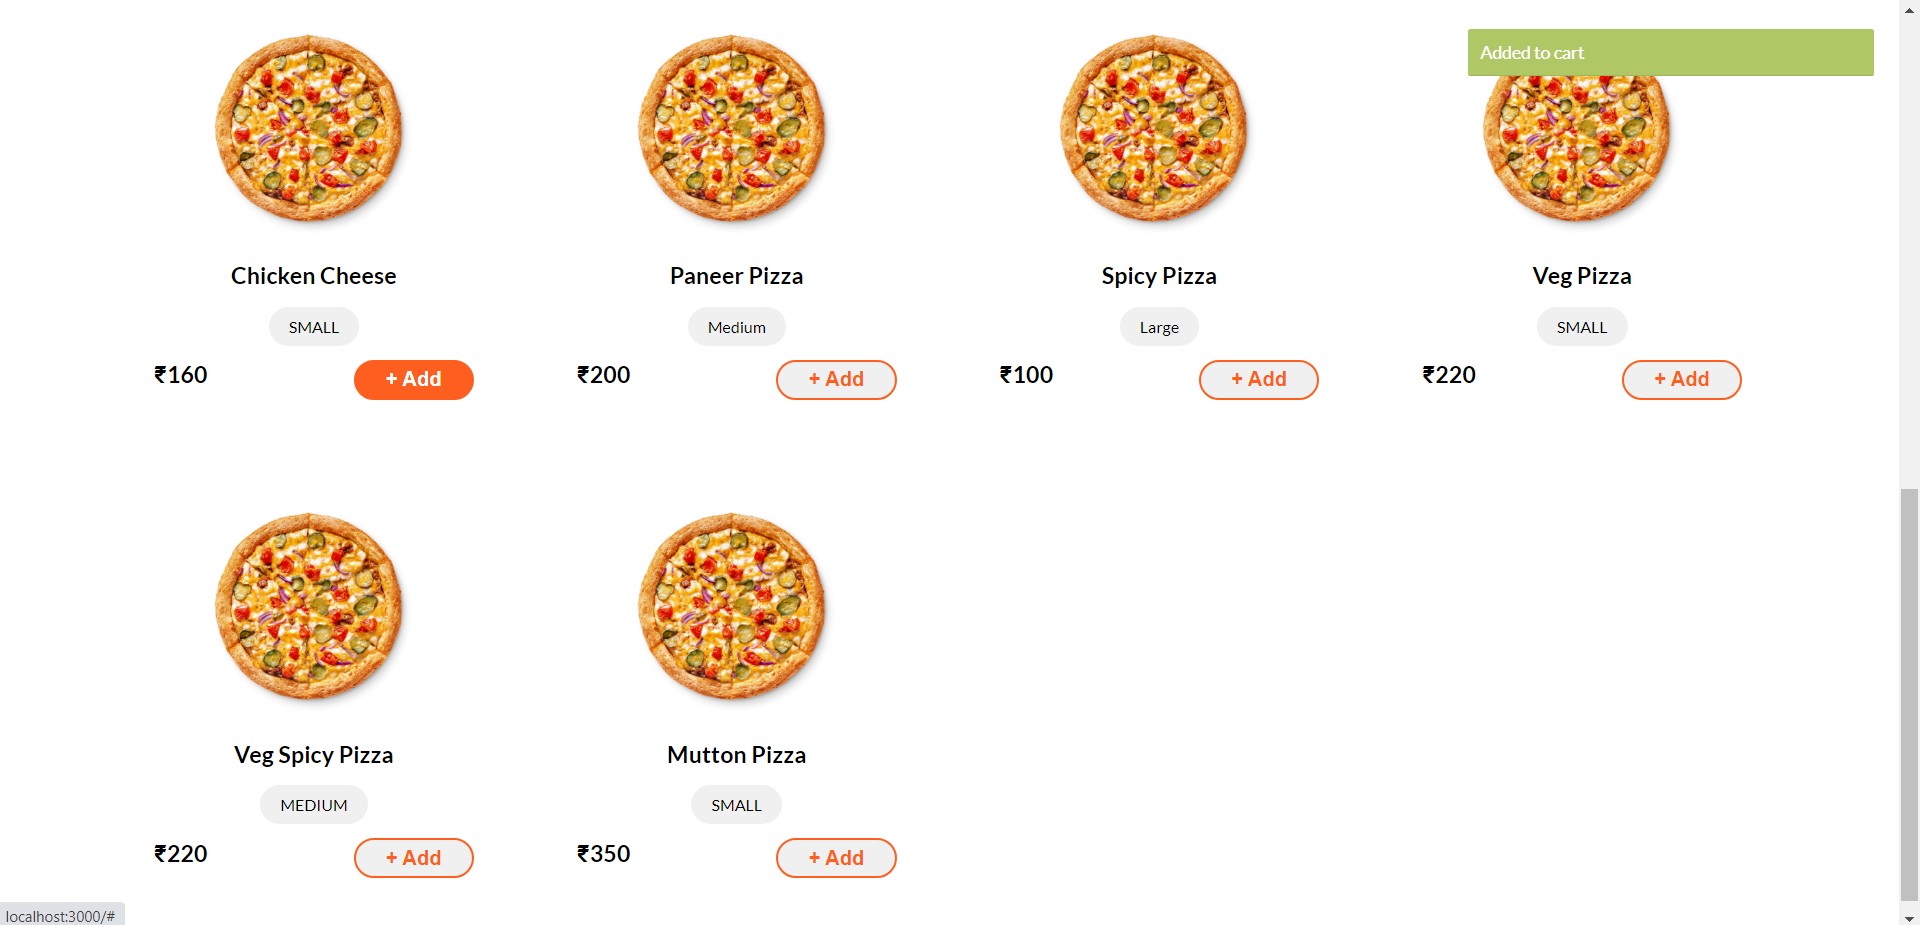 Added to cart
Chicken Cheese
SMALL
₹160
+ Add
Paneer Pizza
Medium
₹200
+ Add
Spicy Pizza
Large
₹100
+ Add
Veg Pizza
SMALL
₹220
+ Add
Veg Spicy Pizza
MEDIUM
₹220
+ Add
Mutton Pizza
SMALL
₹350
+ Add
localhost:3000/#